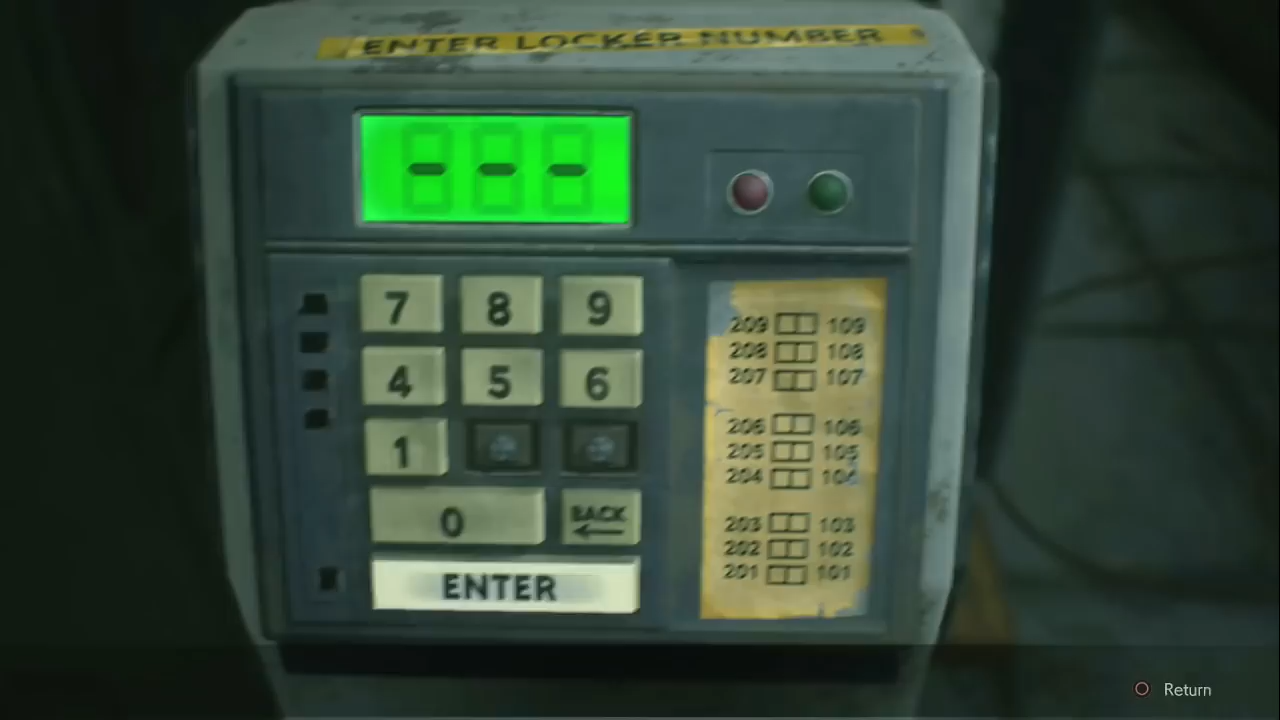 ENTER LOCKER NUMBER
- - -
7 8 9
4 5 6
1
0 BACK
ENTER
209 109
208 108
207 107
206 106
205 105
204 104
203 103
202 102
201 101
Return